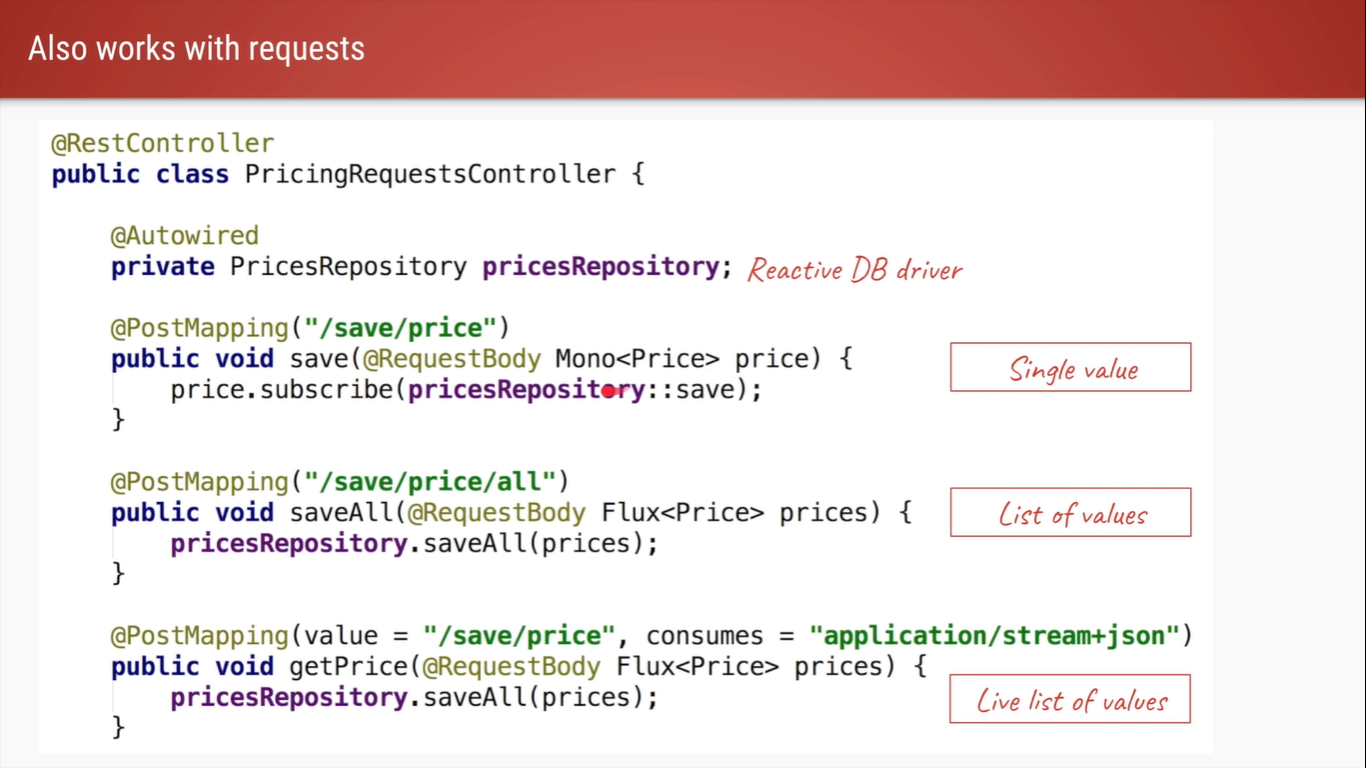 Also works with requests
@RestController
public class PricingRequestsController {
@Autowired
private PricesRepository pricesRepository; Reactive DB driver
@PostMapping("/save/price")
public void save(@RequestBody Mono<Price> price) {
Single value
price.subscribe(pricesRepository::save);
}
@PostMapping("/save/price/all")
public void saveAll(@RequestBody Flux<Price> prices) {
List of values
pricesRepository.saveAll(prices);
}
@PostMapping(value = "/save/price", consumes = "application/stream+json")
public void getPrice(@RequestBody Flux<Price> prices) {
pricesRepository.saveAll(prices);
Live list of values
}